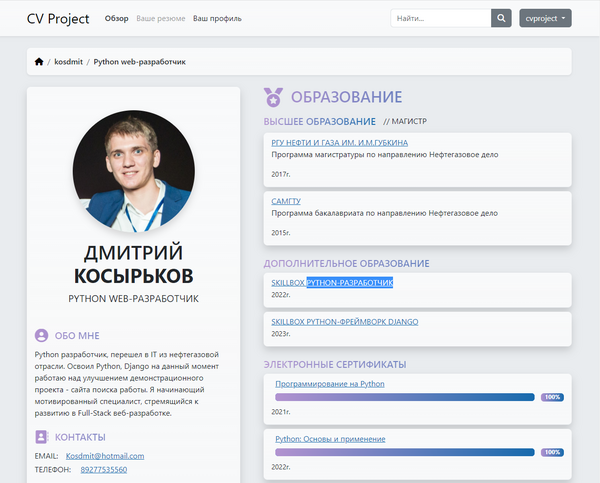 CV Project Обзор Ваше резюме Ваш профиль Найти... cvproject
/ kosdmit / Python web-разработчик
ДМИТРИЙ
КОСЫРЬКОВ
PYTHON WEB-РАЗРАБОТЧИК
ОБО МНЕ
Python разработчик, перешел в IT из нефтегазовой
отрасли. Освоил Python, Django на данный момент
работаю над улучшением демонстрационного
проекта - сайта поиска работы. Я начинающий
мотивированный специалист, стремящийся к
развитию в Full-Stack веб-разработке.
КОНТАКТЫ
EMAIL: Kosdmit@hotmail.com
ТЕЛЕФОН: 89277535560
ОБРАЗОВАНИЕ
ВЫСШЕЕ ОБРАЗОВАНИЕ // МАГИСТР
РГУ НЕФТИ И ГАЗА ИМ. И.М.ГУБКИНА
Программа магистратуры по направлению Нефтегазовое дело
2017г.
САМГТУ
Программа бакалавриата по направлению Нефтегазовое дело
2015г.
ДОПОЛНИТЕЛЬНОЕ ОБРАЗОВАНИЕ
SKILLBOX PYTHON-РАЗРАБОТЧИК
2022г.
SKILLBOX PYTHON-ФРЕЙМВОРК DJANGO
2023г.
ЭЛЕКТРОННЫЕ СЕРТИФИКАТЫ
Программирование на Python
100%
2021г.
Python: Основы и применение
100%
2022г.